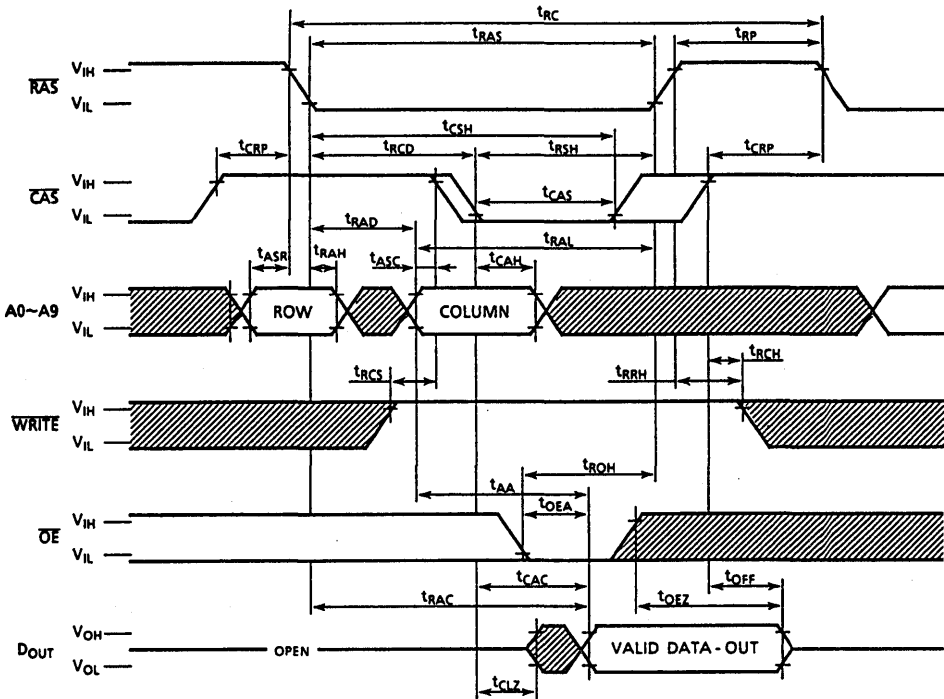 tRC
tRAS
tRP
RAS
VIH
VIL
tCSH
tCRP
tRCD
tRSH
tCRP
CAS
VIH
VIL
tCAS
tRAD
tRAL
tASR
tRAH
tASC
tCAH
A0~A9
VIH
VIL
ROW
COLUMN
tRCS
tRRH
tRCH
WRITE
VIH
VIL
tROH
tAA
tOEA
OE
VIH
VIL
tCAC
tOFF
tRAC
tOEZ
DOUT
VOH
VOL
OPEN
VALID DATA-OUT
tCLZ